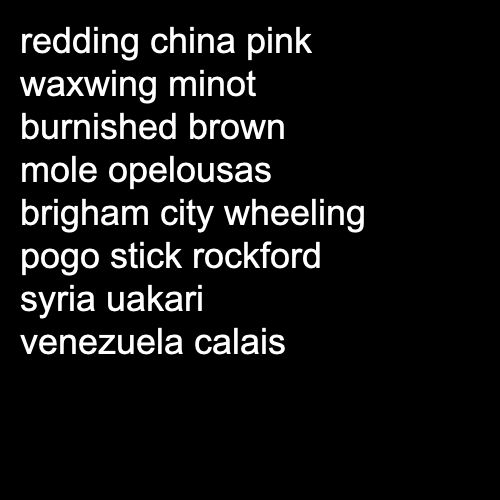 redding china pink
waxwing minot
burnished brown
mole opelousas
brigham city wheeling
pogo stick rockford
syria uakari
venezuela calais